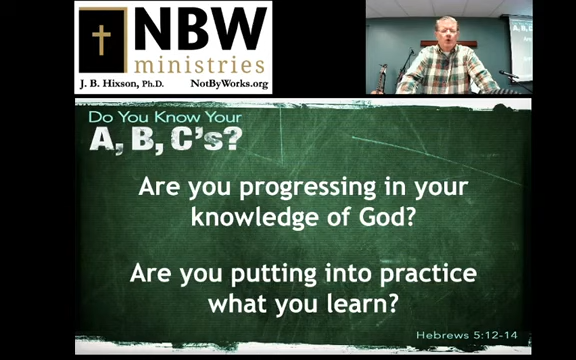 NBW
ministries
J. B. Hixson, Ph.D. NotByWorks.org
Do You Know Your
A, B, C's?
Are you progressing in your
knowledge of God?
Are you putting into practice
what you learn?
Hebrews 5:12-14